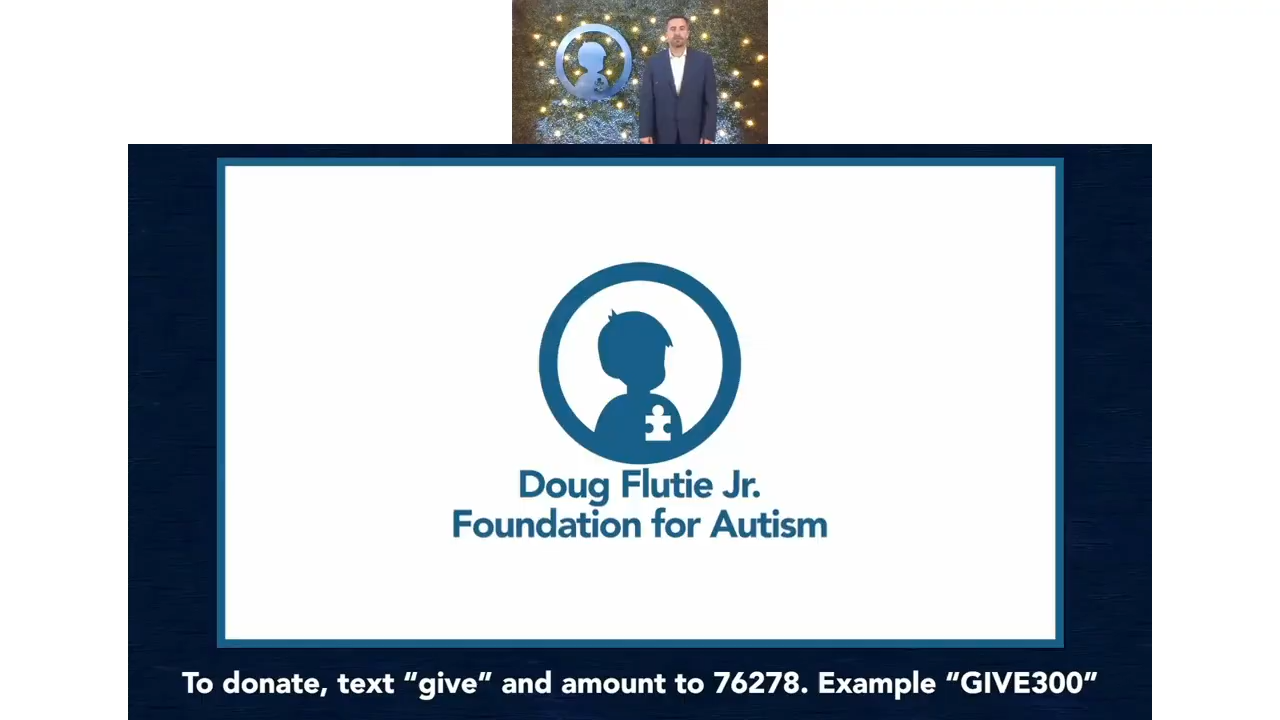 Doug Flutie Jr.
Foundation for Autism
To donate, text “give” and amount to 76278. Example “GIVE300”